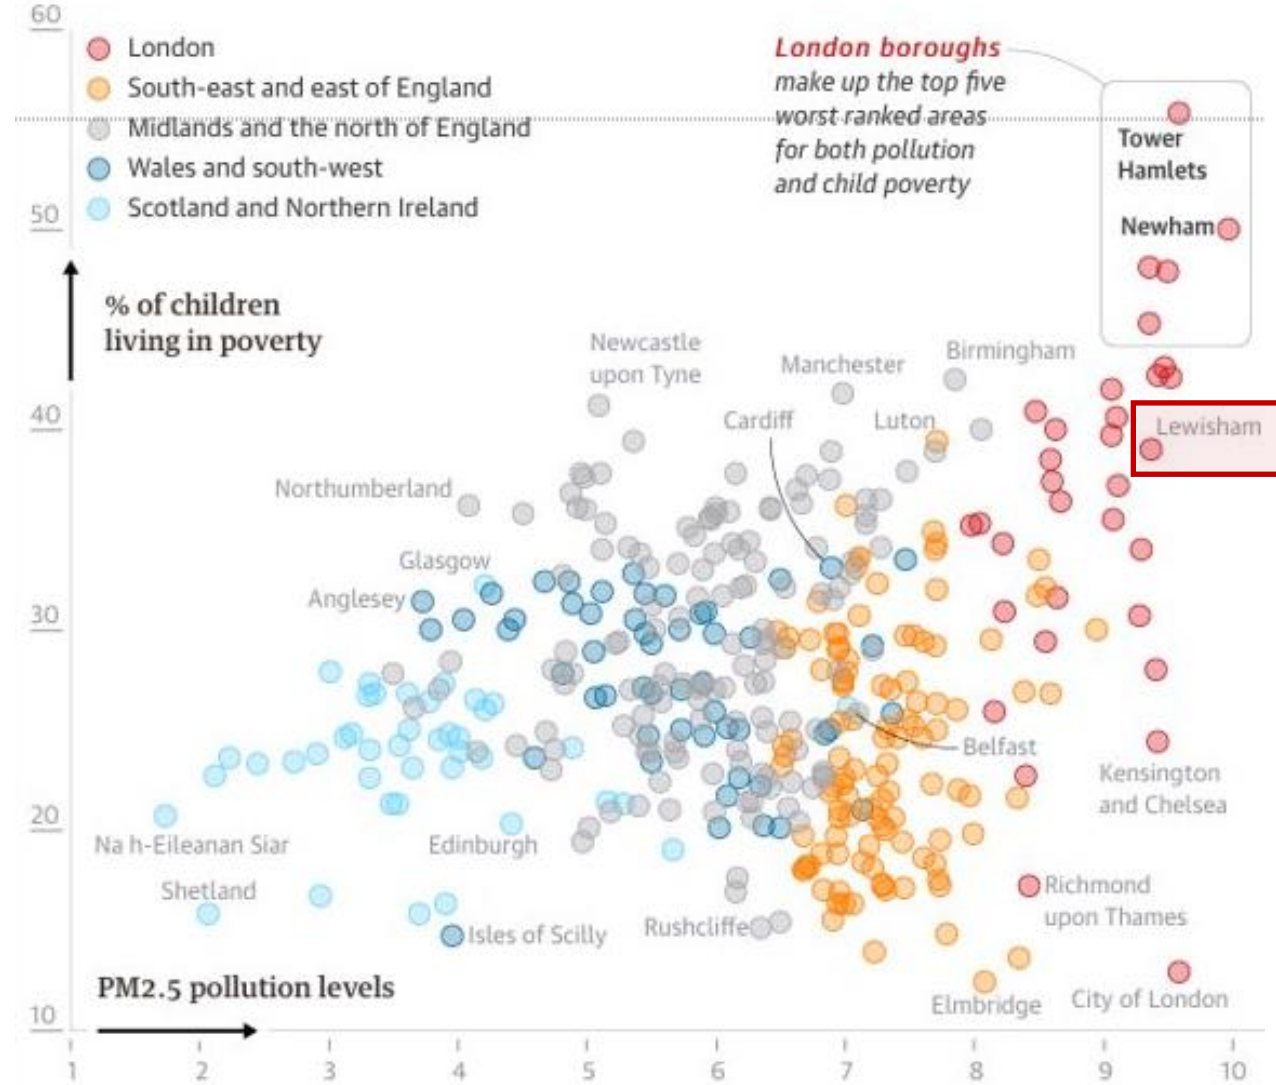 60
London
South-east and east of England
Midlands and the north of England
Wales and south-west
Scotland and Northern Ireland
London boroughs
make up the top five
worst ranked areas
for both pollution
and child poverty
Tower
Hamlets
50
Newham
% of children
living in poverty
Newcastle
upon Tyne
Manchester
Birmingham
40
Cardiff
Luton
Lewisham
Northumberland
Glasgow
Anglesey
30
Belfast
Kensington
and Chelsea
20
Na h-Eileanan Siar
Edinburgh
Shetland
Richmond
upon Thames
Rushcliffe
Isles of Scilly
PM2.5 pollution levels
Elmbridge
City of London
10
1 2 3 4 5 6 7 8 9 10